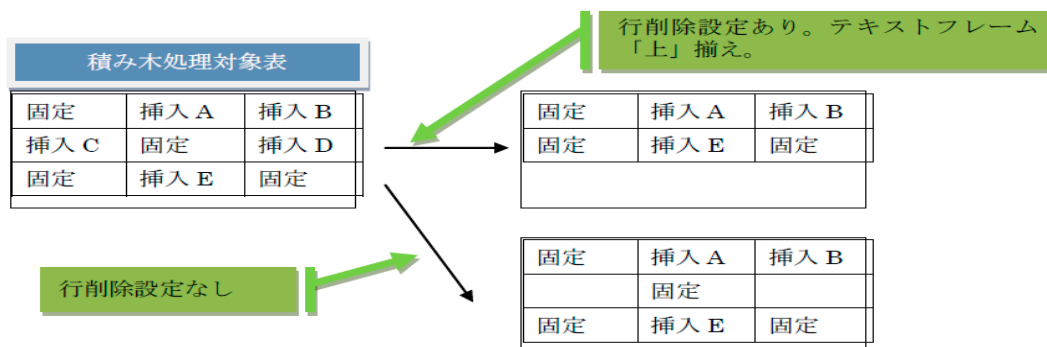 行削除設定あり。テキストフレーム
「上」揃え。
積み木処理対象表
固定 挿入 A 挿入 B
挿入 C 固定 挿入 D
固定 挿入 E 固定
固定 挿入 A 挿入 B
固定 挿入 E 固定
行削除設定なし
固定 挿入 A 挿入 B
固定
固定 挿入 E 固定